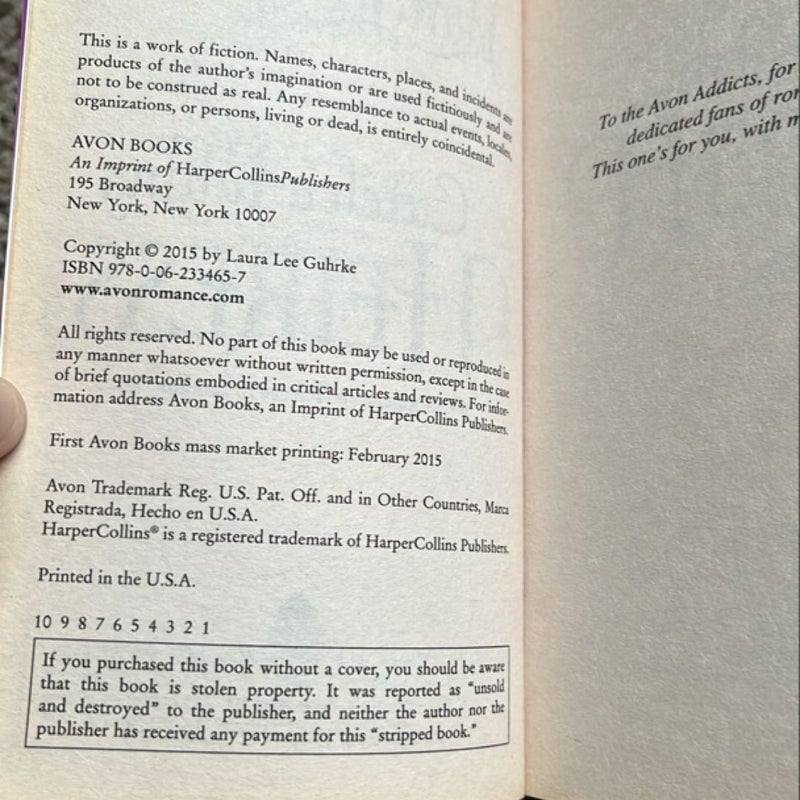 This is a work of fiction. Names, characters, places, and incidents are
products of the author's imagination or are used fictitiously and are
not to be construed as real. Any resemblance to actual events, locales,
organizations, or persons, living or dead, is entirely coincidental.
AVON BOOKS
An Imprint of HarperCollinsPublishers
195 Broadway
New York, New York 10007
Copyright © 2015 by Laura Lee Guhrke
ISBN 978-0-06-233465-7
www.avonromance.com
All rights reserved. No part of this book may be used or reproduced in
any manner whatsoever without written permission, except in the case
of brief quotations embodied in critical articles and reviews. For infor-
mation address Avon Books, an Imprint of HarperCollins Publishers.
First Avon Books mass market printing: February 2015
Avon Trademark Reg. U.S. Pat. Off. and in Other Countries, Marca
Registrada, Hecho en U.S.A.
HarperCollins® is a registered trademark of HarperCollins Publishers.
Printed in the U.S.A.
10 9 8 7 6 5 4 3 2 1
If you purchased this book without a cover, you should be aware
that this book is stolen property. It was reported as "unsold
and destroyed" to the publisher, and neither the author nor the
publisher has received any payment for this "stripped book."
To the Avon Addicts, for
dedicated fans of ror
This one's for you, with m